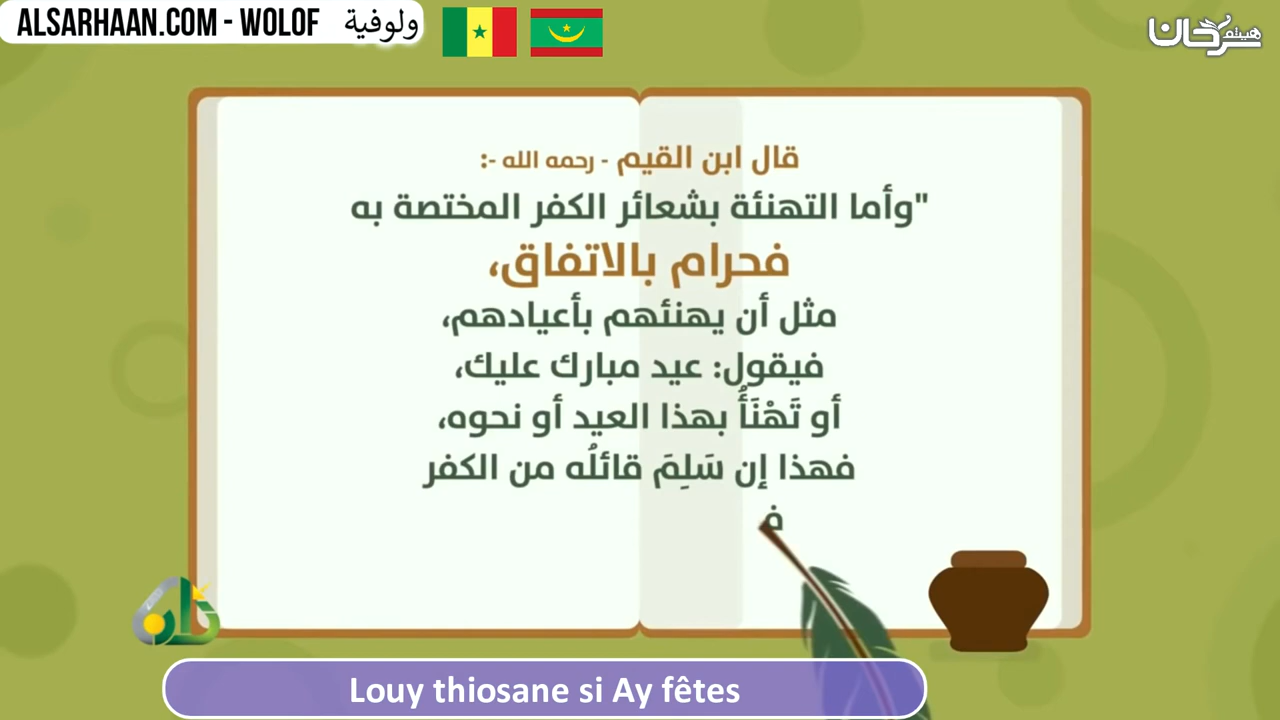 ALSARHAAN.COM - WOLOF ولوفية
هيثم سرحان
قال ابن القيم - رحمه الله -:
"وأما التهنئة بشعائر الكفر المختصة به
فحرام بالاتفاق،
مثل أن يهنئهم بأعيادهم،
فيقول: عيد مبارك عليك،
أو تَهْنَأُ بهذا العيد أو نحوه،
فهذا إن سَلِمَ قائلُه من الكفر
ف
Louy thiosane si Ay fêtes